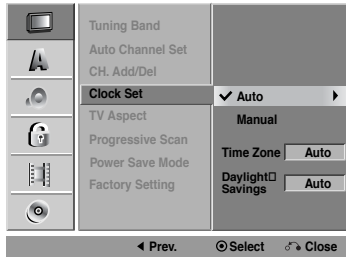 Tuning Band
Auto Channel Set
CH. Add/Del
Clock Set
✔ Auto
Manual
TV Aspect
Progressive Scan
Power Save Mode
Factory Setting
Time Zone Auto
Daylight□
Savings Auto
◀ Prev.
Select
Close